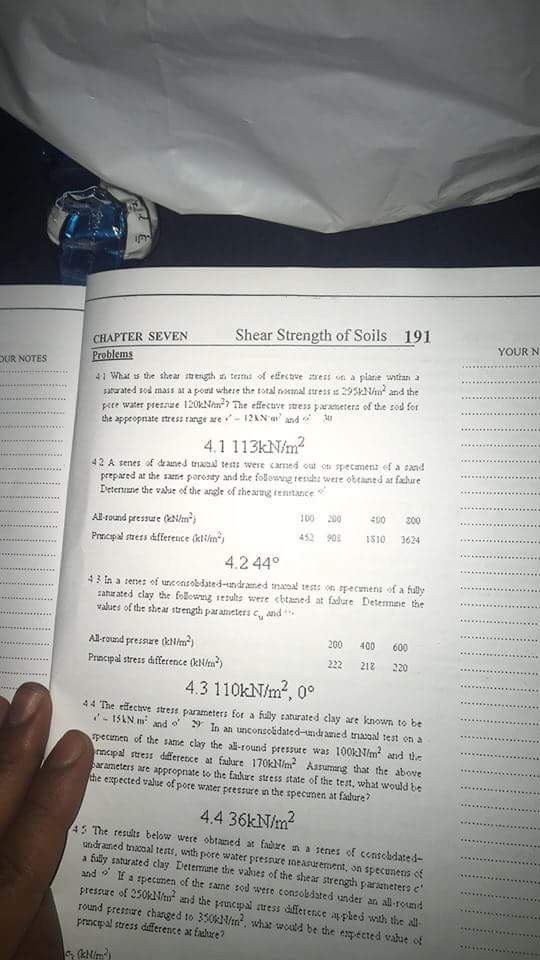 OUR NOTES
CHAPTER SEVEN Shear Strength of Soils 191
YOUR N
Problems
4.1 What is the shear strength in terms of effective stress on a plane within a
saturated soil mass at a point where the total normal stress is 295kN/m² and the
pore water pressure 120kN/m²? The effective stress parameters of the soil for
the appropriate stress range are c' = 12kN/m² and
4.1 113kN/m²
4.2 A series of drained triaxial tests were carried out on specimens of a sand
prepared at the same porosity and the following results were obtained at failure
Determine the value of the angle of shearing resistance
All-round pressure (kN/m²) 100 200 400 800
Principal stress difference (kN/m²) 452 908 1810 3624
4.2 44°
4.3 In a series of unconsolidated-undrained triaxial tests on specimens of a fully
saturated clay the following results were obtained at failure Determine the
values of the shear strength parameters cu and
All-round pressure (kN/m²) 200 400 600
Principal stress difference (kN/m²) 222 218 220
4.3 110kN/m², 0°
4.4 The effective stress parameters for a fully saturated clay are known to be
c' = 15kN/m² and 29° In an unconsolidated-undrained triaxial test on a
specimen of the same clay the all-round pressure was 100kN/m² and the
principal stress difference at failure 170kN/m² Assuming that the above
parameters are appropriate to the failure stress state of the test, what would be
the expected value of pore water pressure in the specimen at failure?
4.4 36kN/m²
4.5 The results below were obtained at failure in a series of consolidated-
undrained triaxial tests, with pore water pressure measurement, on specimens of
a fully saturated clay Determine the values of the shear strength parameters c'
and If a specimen of the same soil were consolidated under an all-round
pressure of 250kN/m² and the principal stress difference applied with the all-
round pressure changed to 350kN/m², what would be the expected value of
principal stress difference at failure?
σ₃ (kN/m²)